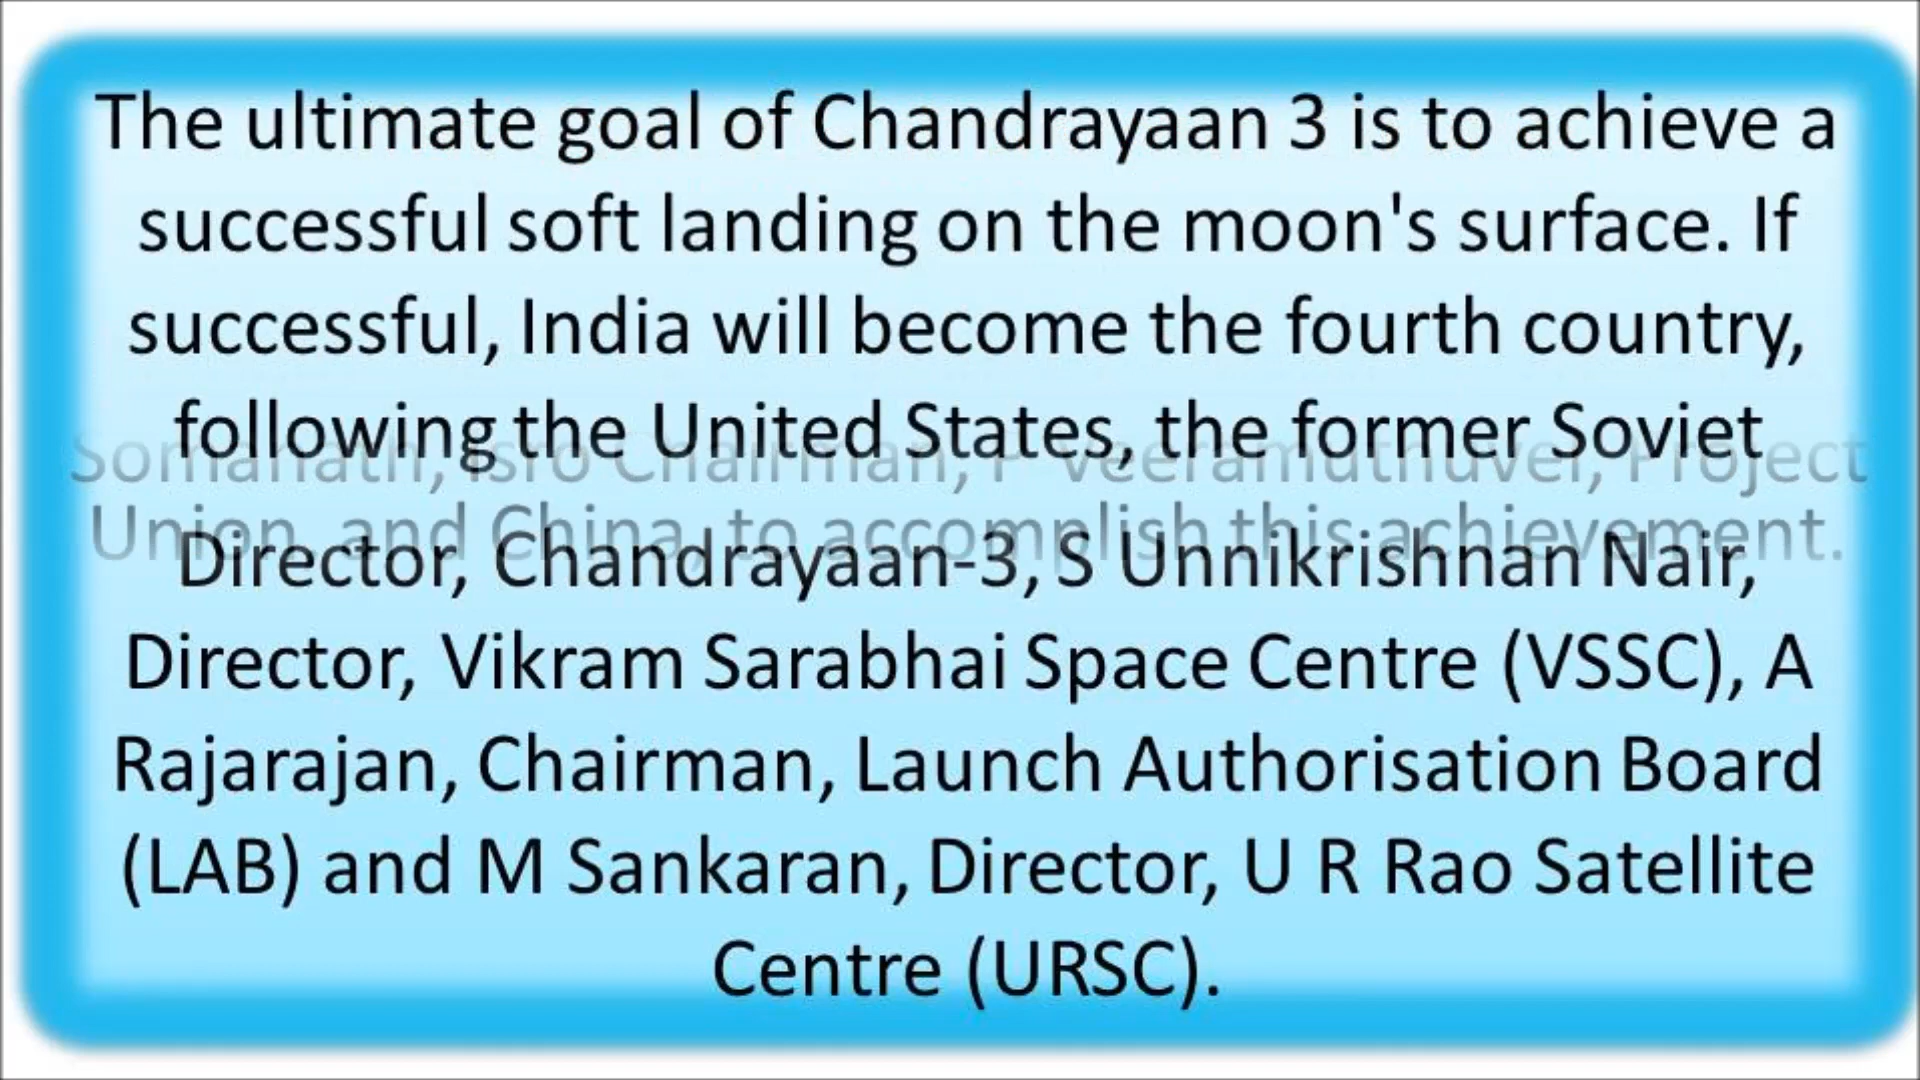 The ultimate goal of Chandrayaan 3 is to achieve a
successful soft landing on the moon's surface. If
successful, India will become the fourth country,
following the United States, the former Soviet
Somanath, Isro Chairman, P Veeramuthuvel, Project
Union, and China, to accomplish this achievement.
Director, Chandrayaan-3, S Unnikrishnan Nair,
Director, Vikram Sarabhai Space Centre (VSSC), A
Rajarajan, Chairman, Launch Authorisation Board
(LAB) and M Sankaran, Director, U R Rao Satellite
Centre (URSC).